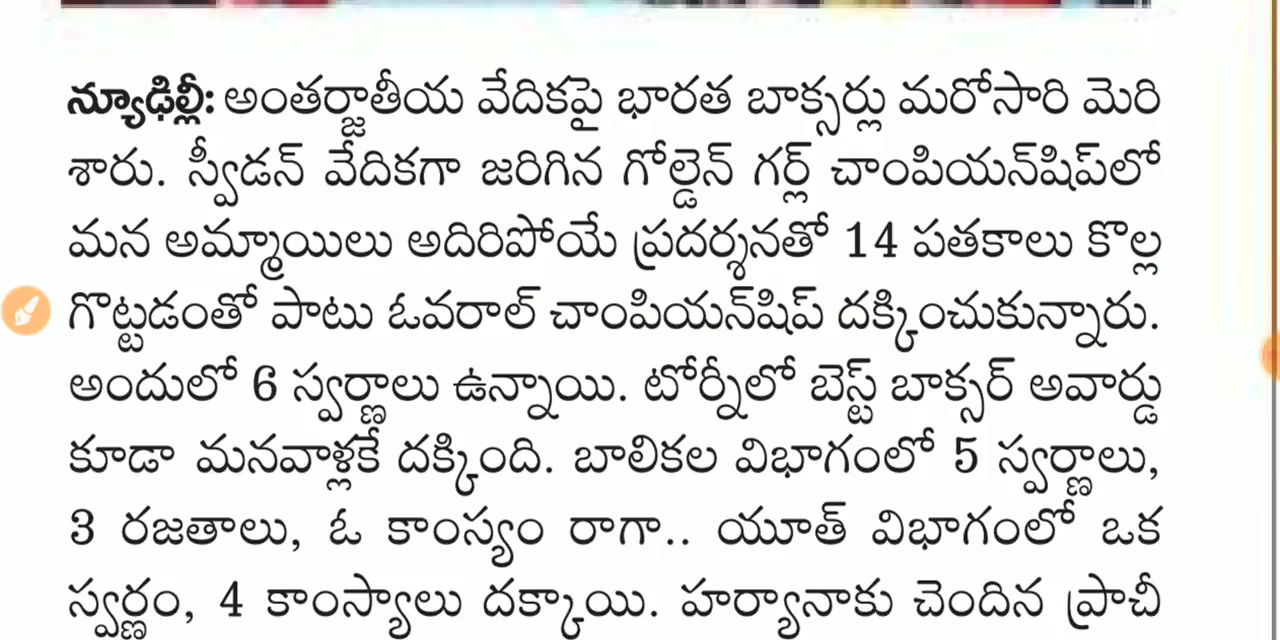 న్యూఢిల్లీ: అంతర్జాతీయ వేదికపై భారత బాక్సర్లు మరోసారి మెరి
శారు. స్వీడన్ వేదికగా జరిగిన గోల్డెన్ గర్ల్ చాంపియన్‌షిప్‌లో
మన అమ్మాయిలు అదిరిపోయే ప్రదర్శనతో 14 పతకాలు కొల్ల
గొట్టడంతో పాటు ఓవరాల్ చాంపియన్‌షిప్ దక్కించుకున్నారు.
అందులో 6 స్వర్ణాలు ఉన్నాయి. టోర్నీలో బెస్ట్ బాక్సర్ అవార్డు
కూడా మనవాళ్లకే దక్కింది. బాలికల విభాగంలో 5 స్వర్ణాలు,
3 రజతాలు, ఓ కాంస్యం రాగా.. యూత్ విభాగంలో ఒక
స్వర్ణం, 4 కాంస్యాలు దక్కాయి. హర్యానాకు చెందిన ప్రాచీ